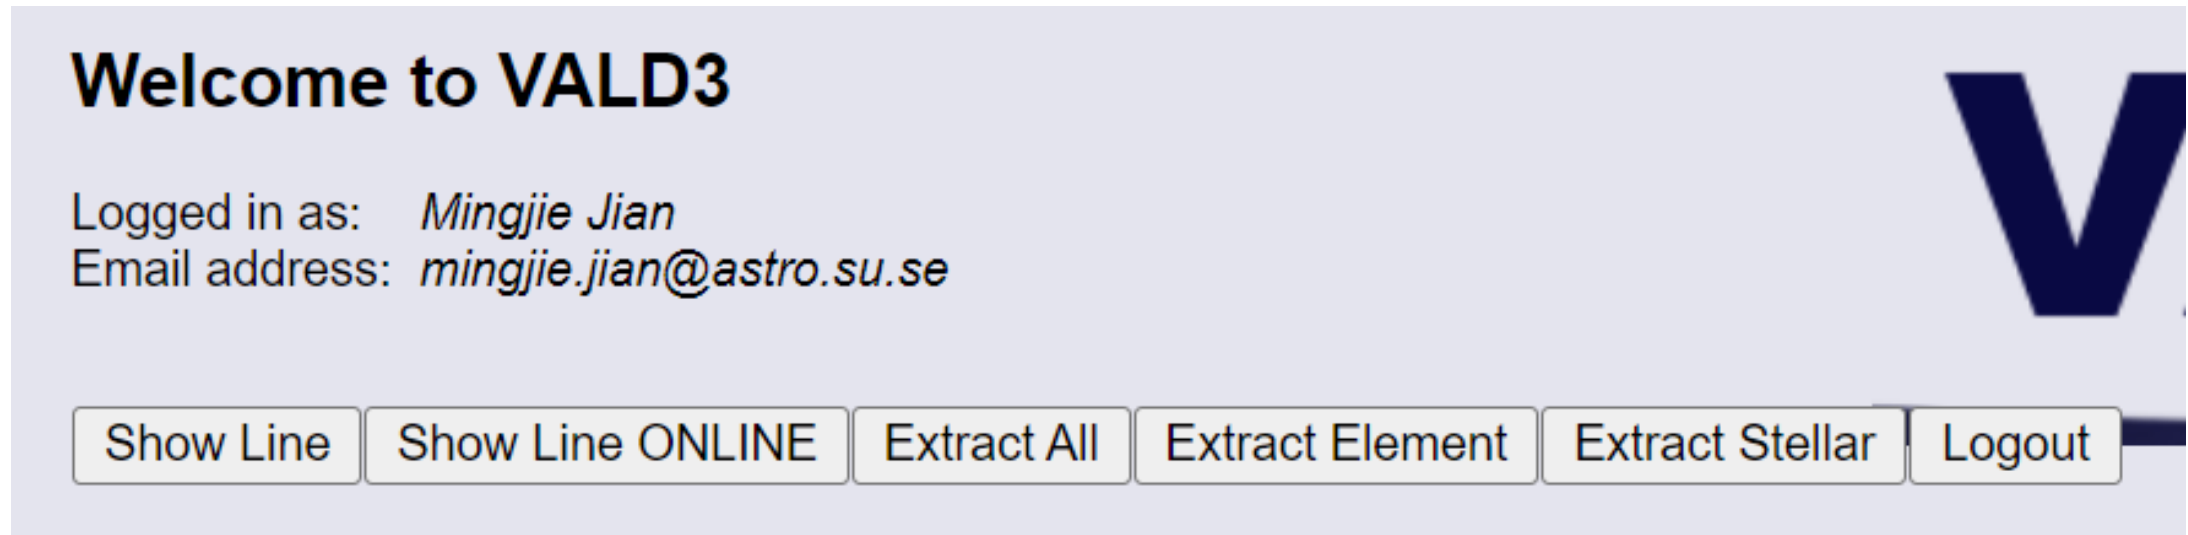 Welcome to VALD3
Logged in as: Mingjie Jian
Email address: mingjie.jian@astro.su.se
Show Line Show Line ONLINE Extract All Extract Element Extract Stellar Logout